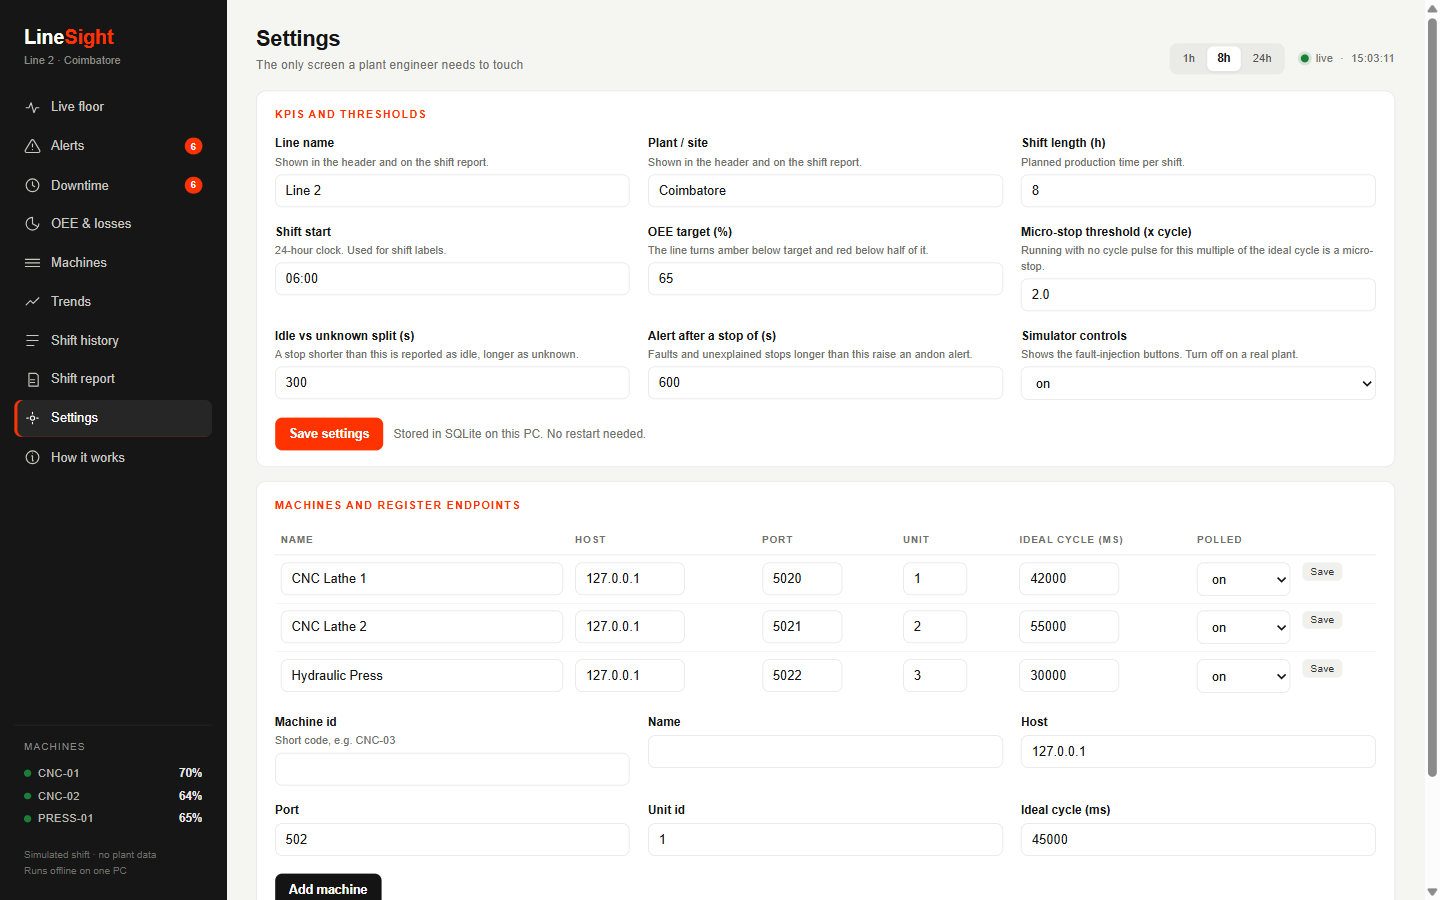 LineSight
Line 2 · Coimbatore
Live floor
Alerts 6
Downtime 6
OEE & losses
Machines
Trends
Shift history
Shift report
Settings
How it works
MACHINES
CNC-01 70%
CNC-02 64%
PRESS-01 65%
Simulated shift · no plant data
Runs offline on one PC
Settings
The only screen a plant engineer needs to touch
1h 8h 24h live · 15:03:11
KPIS AND THRESHOLDS
Line name
Shown in the header and on the shift report.
Line 2
Plant / site
Shown in the header and on the shift report.
Coimbatore
Shift length (h)
Planned production time per shift.
8
Shift start
24-hour clock. Used for shift labels.
06:00
OEE target (%)
The line turns amber below target and red below half of it.
65
Micro-stop threshold (x cycle)
Running with no cycle pulse for this multiple of the ideal cycle is a micro-
stop.
2.0
Idle vs unknown split (s)
A stop shorter than this is reported as idle, longer as unknown.
300
Alert after a stop of (s)
Faults and unexplained stops longer than this raise an andon alert.
600
Simulator controls
Shows the fault-injection buttons. Turn off on a real plant.
on
Save settings Stored in SQLite on this PC. No restart needed.
MACHINES AND REGISTER ENDPOINTS
NAME HOST PORT UNIT IDEAL CYCLE (MS) POLLED
CNC Lathe 1 127.0.0.1 5020 1 42000 on Save
CNC Lathe 2 127.0.0.1 5021 2 55000 on Save
Hydraulic Press 127.0.0.1 5022 3 30000 on Save
Machine id
Short code, e.g. CNC-03
Name
Host
127.0.0.1
Port
502
Unit id
1
Ideal cycle (ms)
45000
Add machine